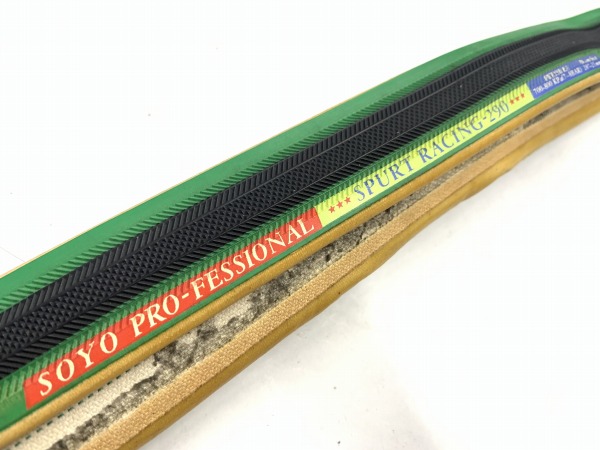 SOYO PRO-FESSIONAL ★★★ SPURT RACING-290 ★★★